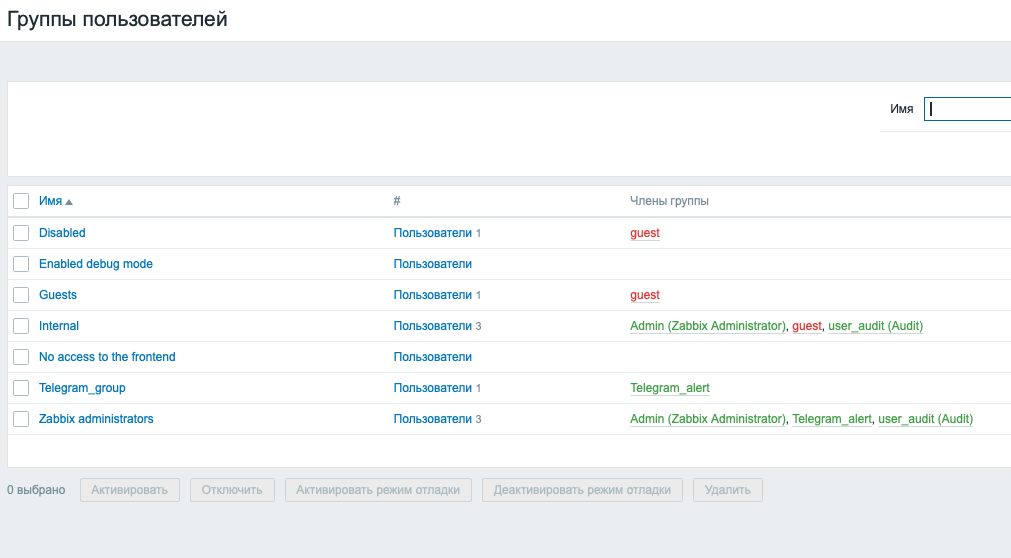 Группы пользователей
Имя
Имя # Члены группы
Disabled Пользователи 1 guest
Enabled debug mode Пользователи
Guests Пользователи 1 guest
Internal Пользователи 3 Admin (Zabbix Administrator), guest, user_audit (Audit)
No access to the frontend Пользователи
Telegram_group Пользователи 1 Telegram_alert
Zabbix administrators Пользователи 3 Admin (Zabbix Administrator), Telegram_alert, user_audit (Audit)
0 выбрано Активировать Отключить Активировать режим отладки Деактивировать режим отладки Удалить